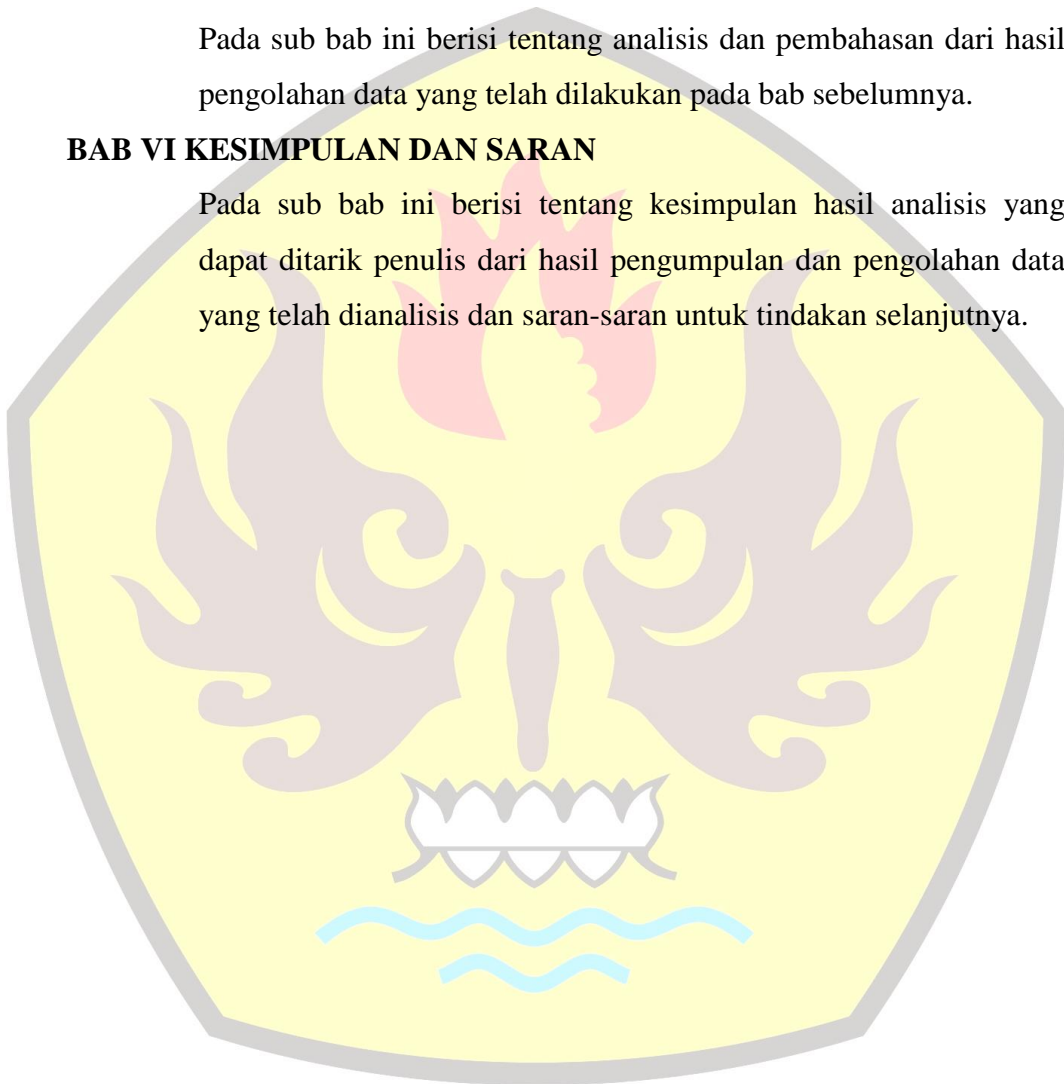 Pada sub bab ini berisi tentang analisis dan pembahasan dari hasil
pengolahan data yang telah dilakukan pada bab sebelumnya.
BAB VI KESIMPULAN DAN SARAN
Pada sub bab ini berisi tentang kesimpulan hasil analisis yang
dapat ditarik penulis dari hasil pengumpulan dan pengolahan data
yang telah dianalisis dan saran-saran untuk tindakan selanjutnya.